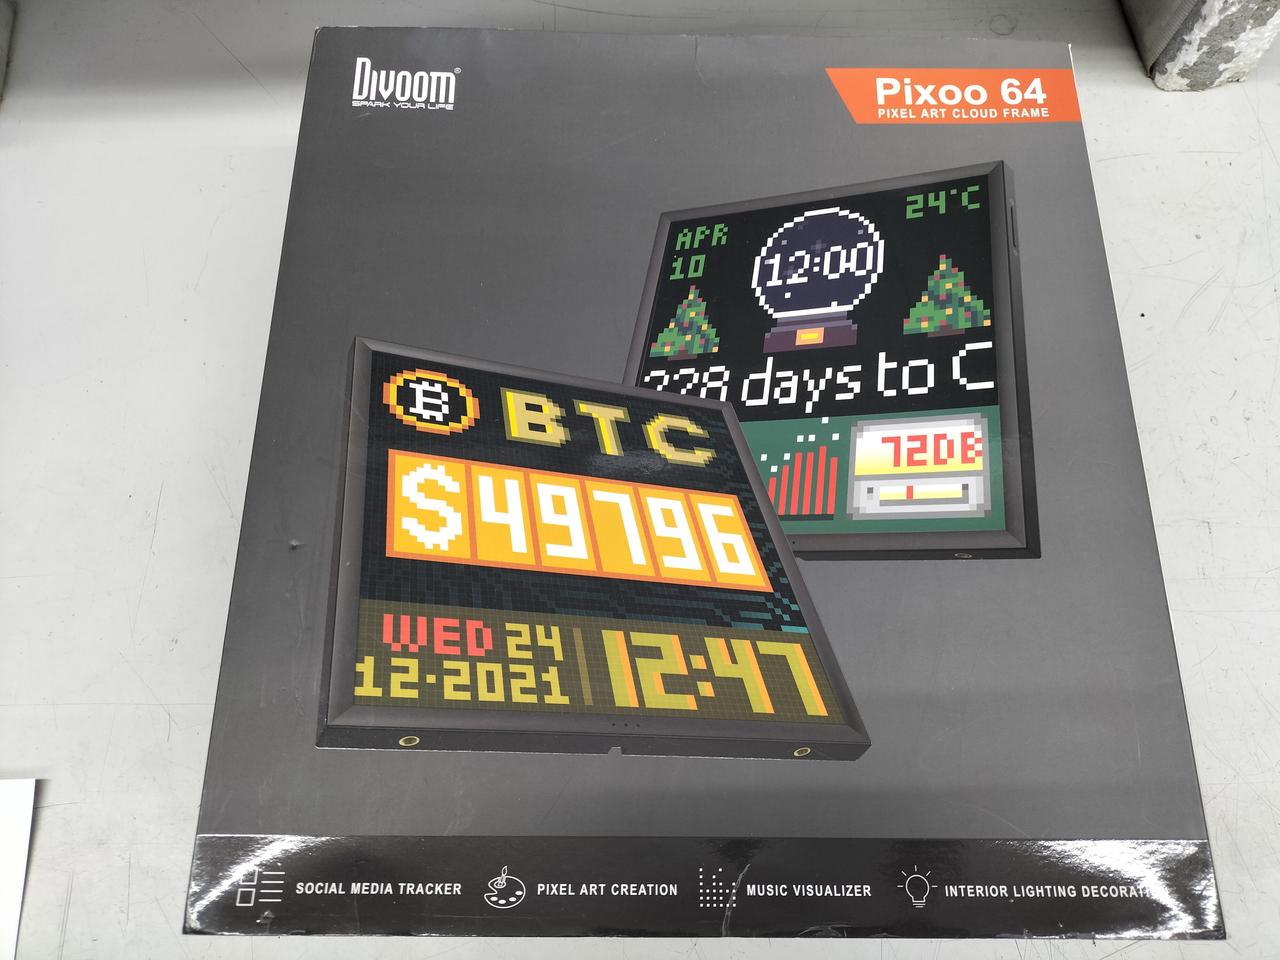 DIVOOM®
SPARK YOUR LIFE
Pixoo 64
PIXEL ART CLOUD FRAME
APR
10
12:00
24°C
228 days to C
72DB
B BTC
$49796
WED 24
12-2021
12:47
SOCIAL MEDIA TRACKER
PIXEL ART CREATION
MUSIC VISUALIZER
INTERIOR LIGHTING